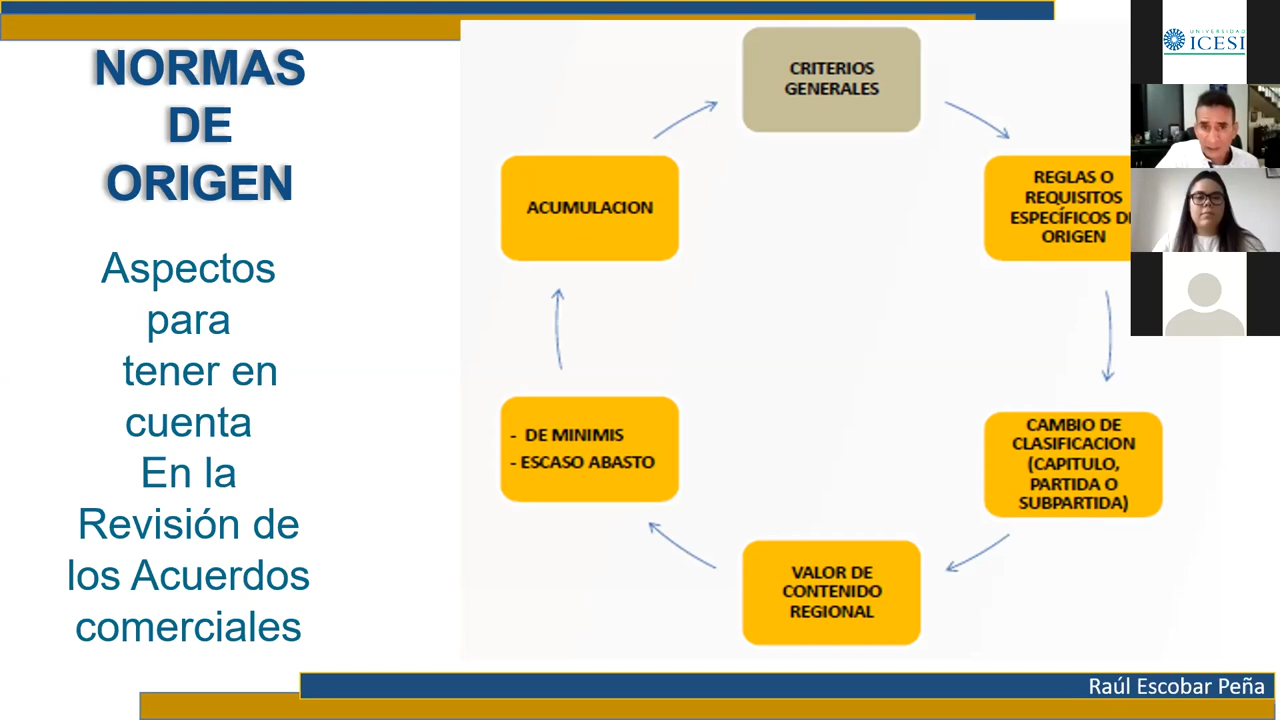 NORMAS
DE
ORIGEN
Aspectos
para
tener en
cuenta
En la
Revisión de
los Acuerdos
comerciales
CRITERIOS
GENERALES
REGLAS O
REQUISITOS
ESPECÍFICOS DE
ORIGEN
CAMBIO DE
CLASIFICACION
(CAPITULO,
PARTIDA O
SUBPARTIDA)
VALOR DE
CONTENIDO
REGIONAL
- DE MINIMIS
- ESCASO ABASTO
ACUMULACION
UNIVERSIDAD
ICESI
Raúl Escobar Peña